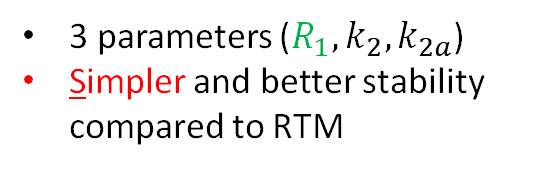 • 3 parameters (R₁, k₂, k₂ₐ)
• Simpler and better stability
compared to RTM